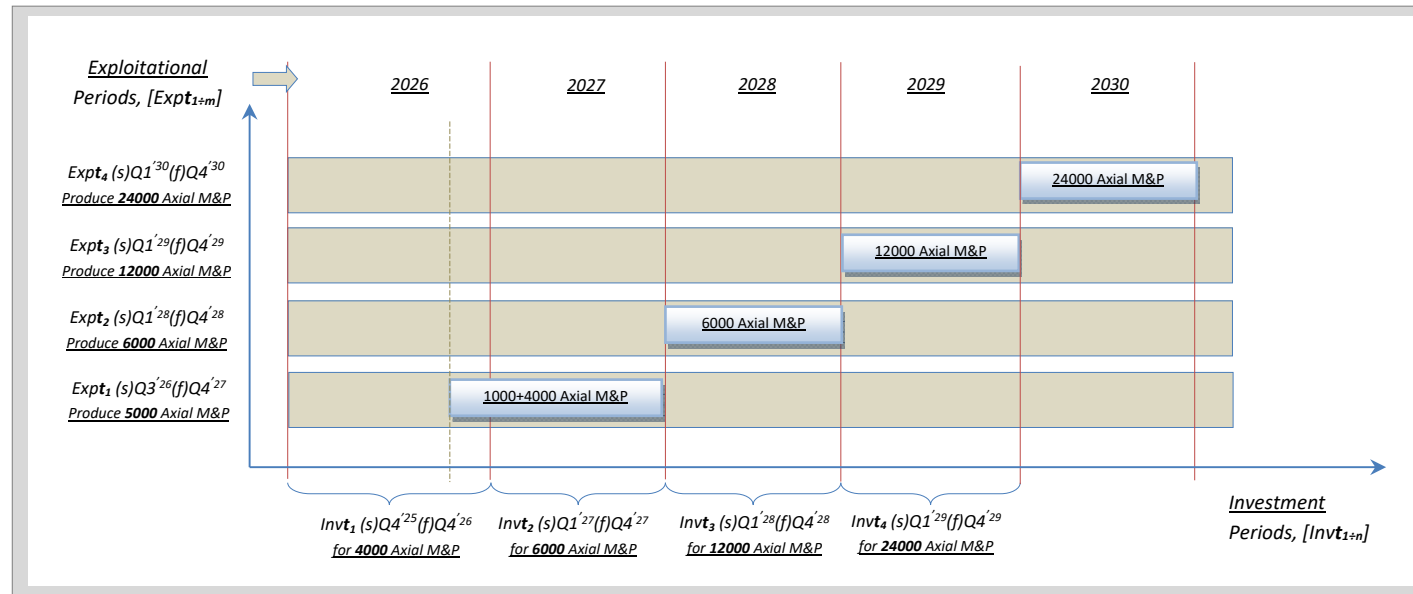 Exploitational
Periods, [Expt1÷m]
2026
2027
2028
2029
2030
Expt4 (s)Q1'30(f)Q4'30
Produce 24000 Axial M&P
24000 Axial M&P
Expt3 (s)Q1'29(f)Q4'29
Produce 12000 Axial M&P
12000 Axial M&P
Expt2 (s)Q1'28(f)Q4'28
Produce 6000 Axial M&P
6000 Axial M&P
Expt1 (s)Q3'26(f)Q4'27
Produce 5000 Axial M&P
1000+4000 Axial M&P
Invt1 (s)Q4'25(f)Q4'26
for 4000 Axial M&P
Invt2 (s)Q1'27(f)Q4'27
for 6000 Axial M&P
Invt3 (s)Q1'28(f)Q4'28
for 12000 Axial M&P
Invt4 (s)Q1'29(f)Q4'29
for 24000 Axial M&P
Investment
Periods, [Invt1÷n]